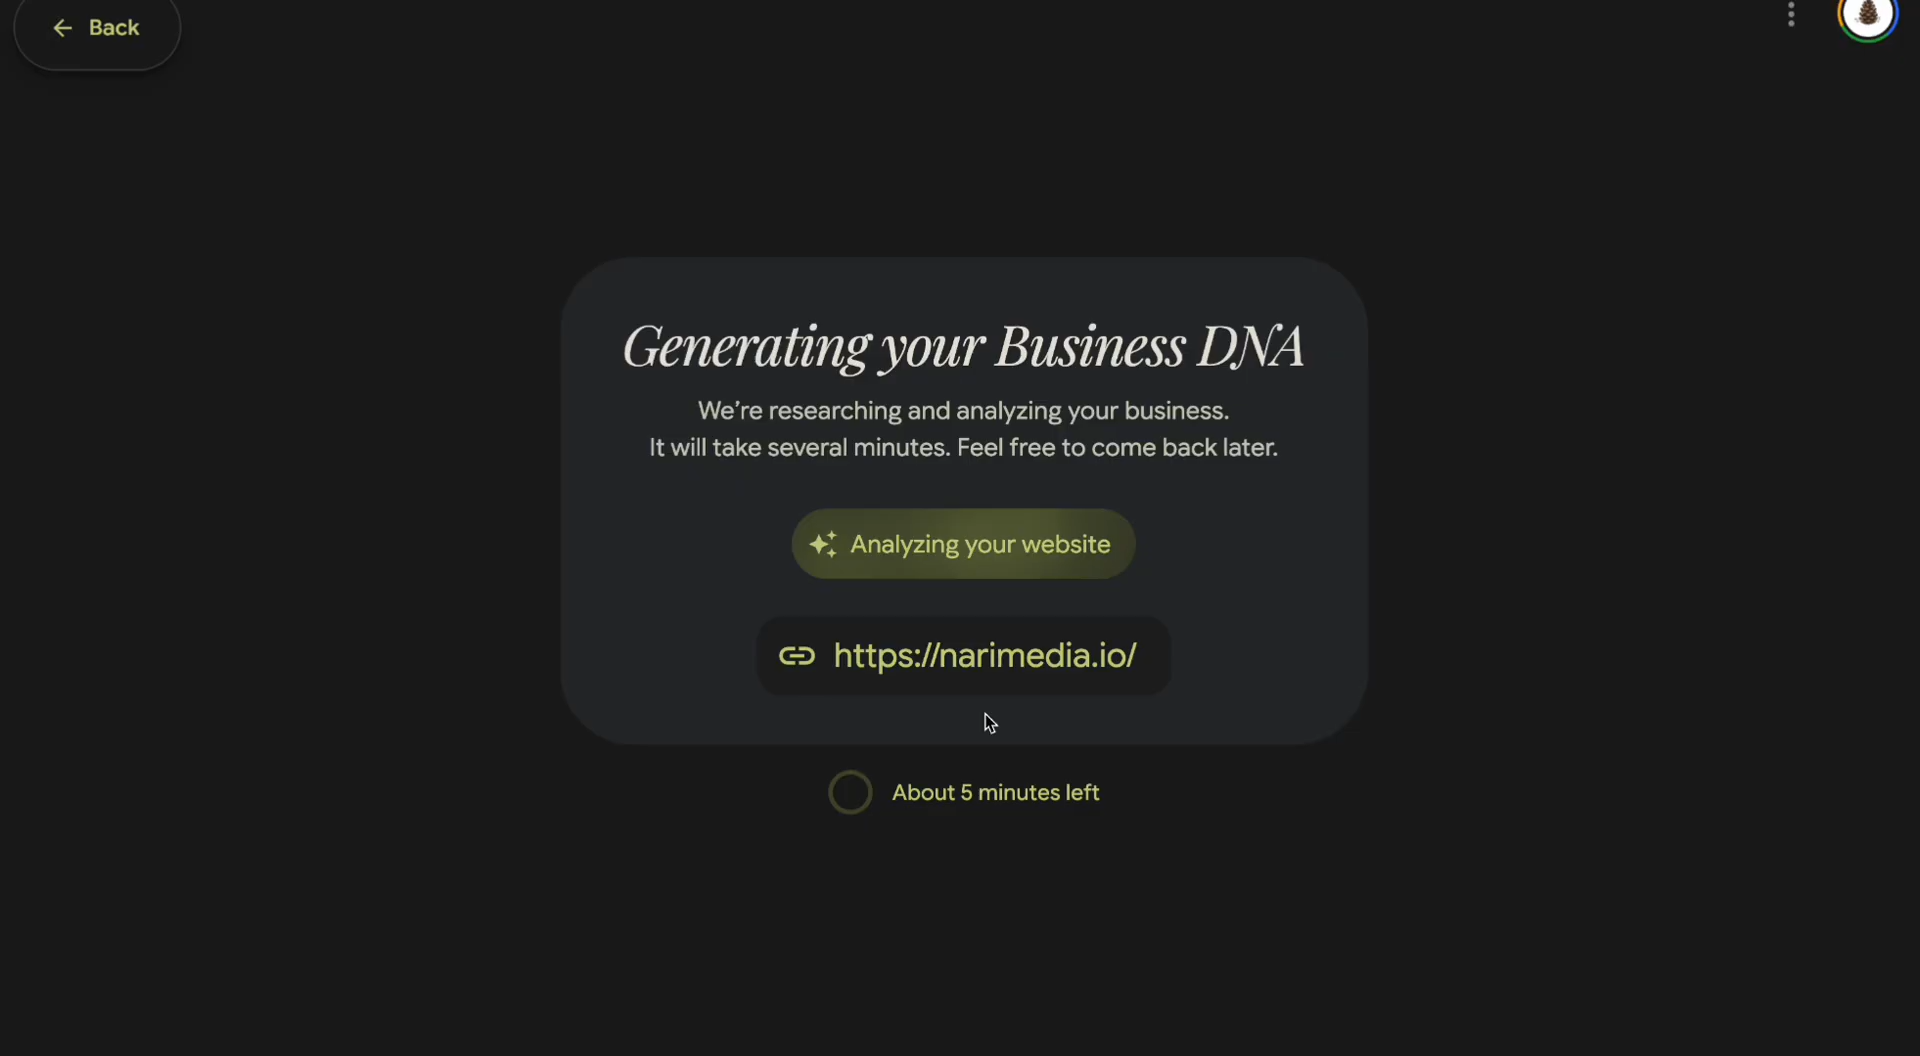 Back
Generating your Business DNA
We’re researching and analyzing your business.
It will take several minutes. Feel free to come back later.
Analyzing your website
https://narimedia.io/
About 5 minutes left